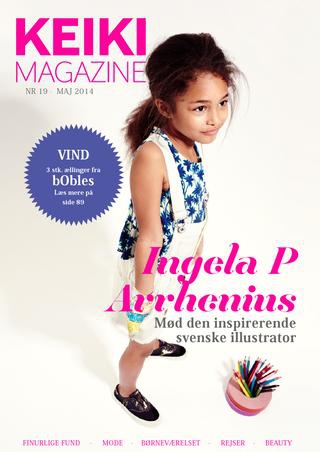 KEIKI
MAGAZINE
NR 19 · MAJ 2014
VIND
3 stk. ællinger fra
bObles
Læs mere på
side 89
Ingela P
Arrhenius
Mød den inspirerende
svenske illustrator
FINURLIGE FUND · MODE · BØRNEVÆRELSET · REJSER · BEAUTY